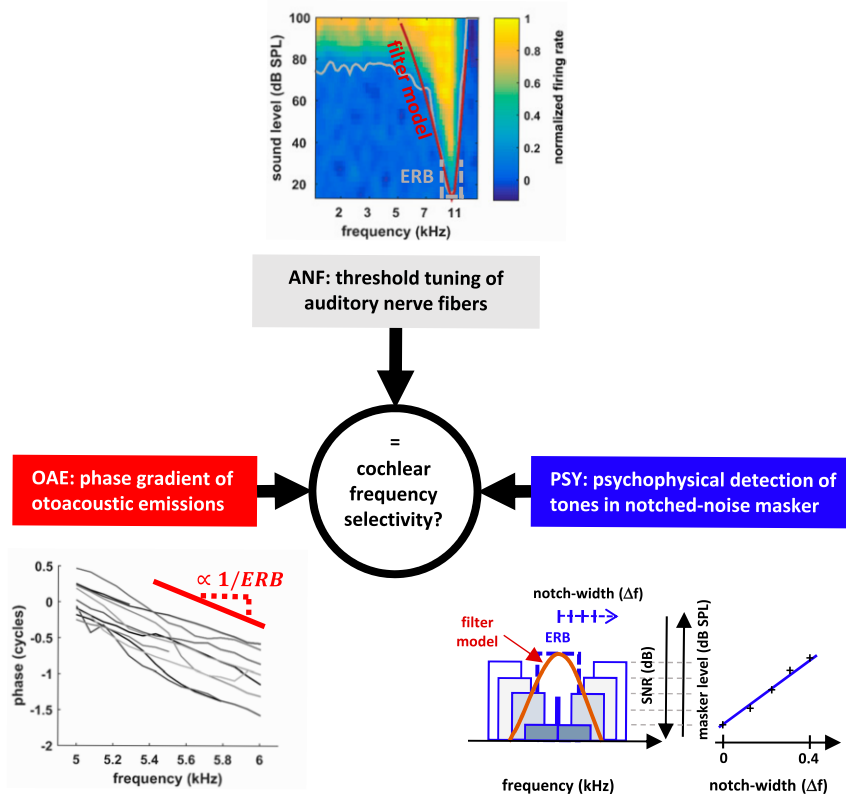 100
80
60
40
20
sound level (dB SPL)
filter model
ERB
2 3 5 7 11
frequency (kHz)
1
0.8
0.6
0.4
0.2
0
normalized firing rate
ANF: threshold tuning of
auditory nerve fibers
=
cochlear
frequency
selectivity?
OAE: phase gradient of
otoacoustic emissions
PSY: psychophysical detection of
tones in notched-noise masker
0.5
0
-0.5
-1
-1.5
-2
phase (cycles)
∝ 1/ERB
5 5.2 5.4 5.6 5.8 6
frequency (kHz)
notch-width (Δf)
filter
model
ERB
SNR (dB)
masker level (dB SPL)
frequency (kHz)
0 0.4
notch-width (Δf)